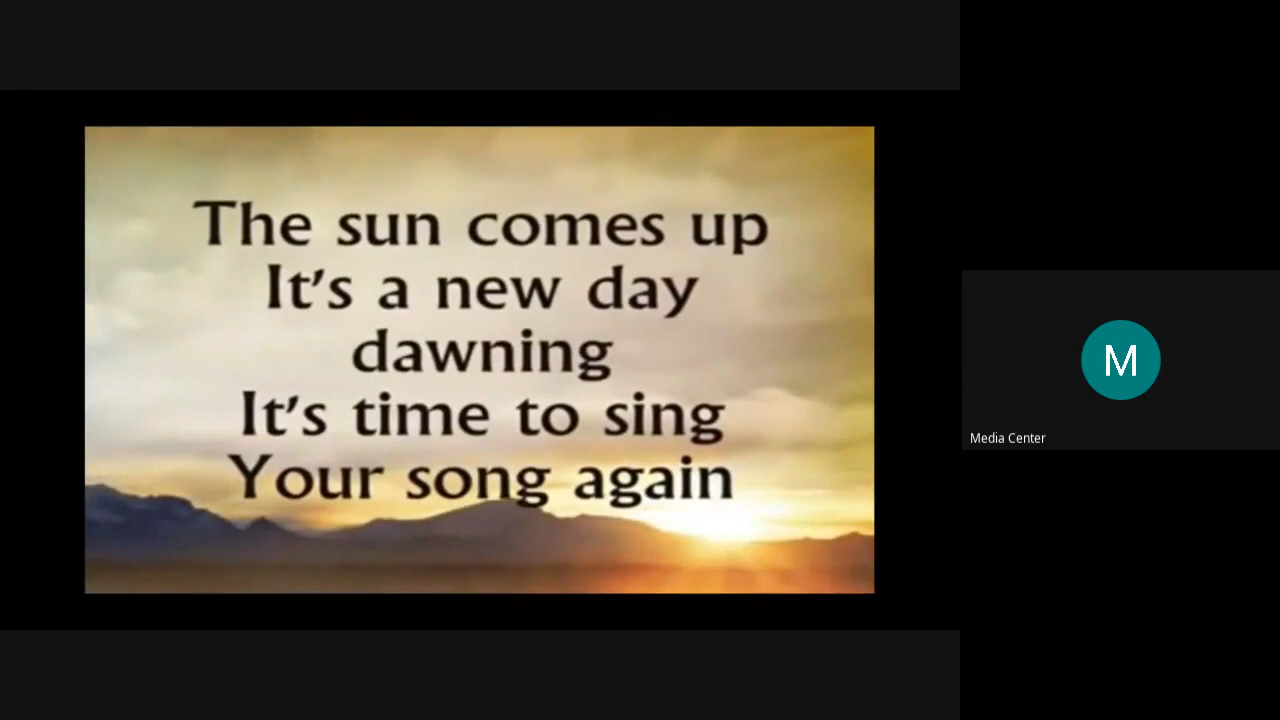 The sun comes up
It's a new day
dawning
It's time to sing
Your song again
M
Media Center